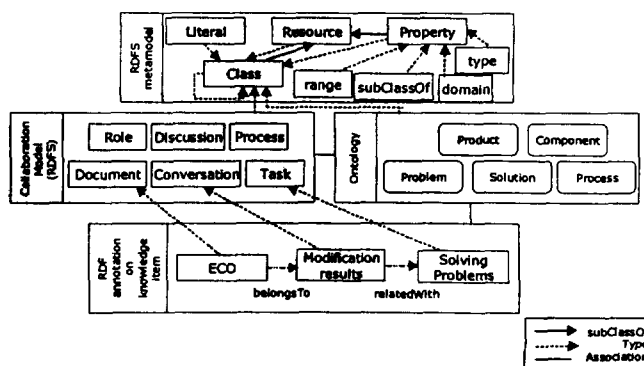 RDFS
metamodel
Literal
Resource
Property
Class
range
subClassOf
domain
type
Collaboration
Model
(RDFS)
Role
Discussion
Process
Document
Conversation
Task
Ontology
Product
Component
Problem
Solution
Process
RDF
annotation
on
knowledge
item
ECO
Modification
results
Solving
Problems
belongsTo
relatedWith
subClassOf
Type
Association